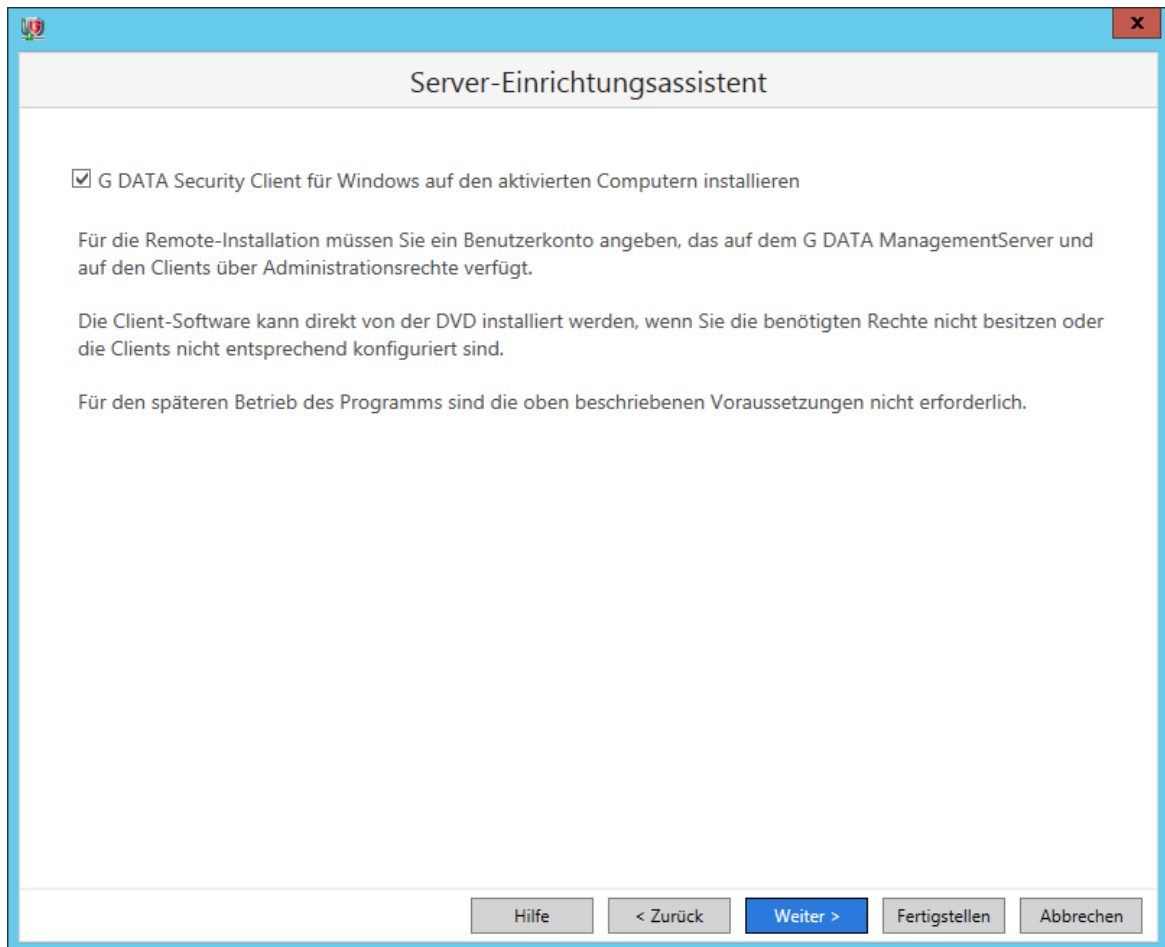 x
Server-Einrichtungsassistent
G DATA Security Client für Windows auf den aktivierten Computern installieren
Für die Remote-Installation müssen Sie ein Benutzerkonto angeben, das auf dem G DATA ManagementServer und
auf den Clients über Administrationsrechte verfügt.
Die Client-Software kann direkt von der DVD installiert werden, wenn Sie die benötigten Rechte nicht besitzen oder
die Clients nicht entsprechend konfiguriert sind.
Für den späteren Betrieb des Programms sind die oben beschriebenen Voraussetzungen nicht erforderlich.
Hilfe < Zurück Weiter > Fertigstellen Abbrechen